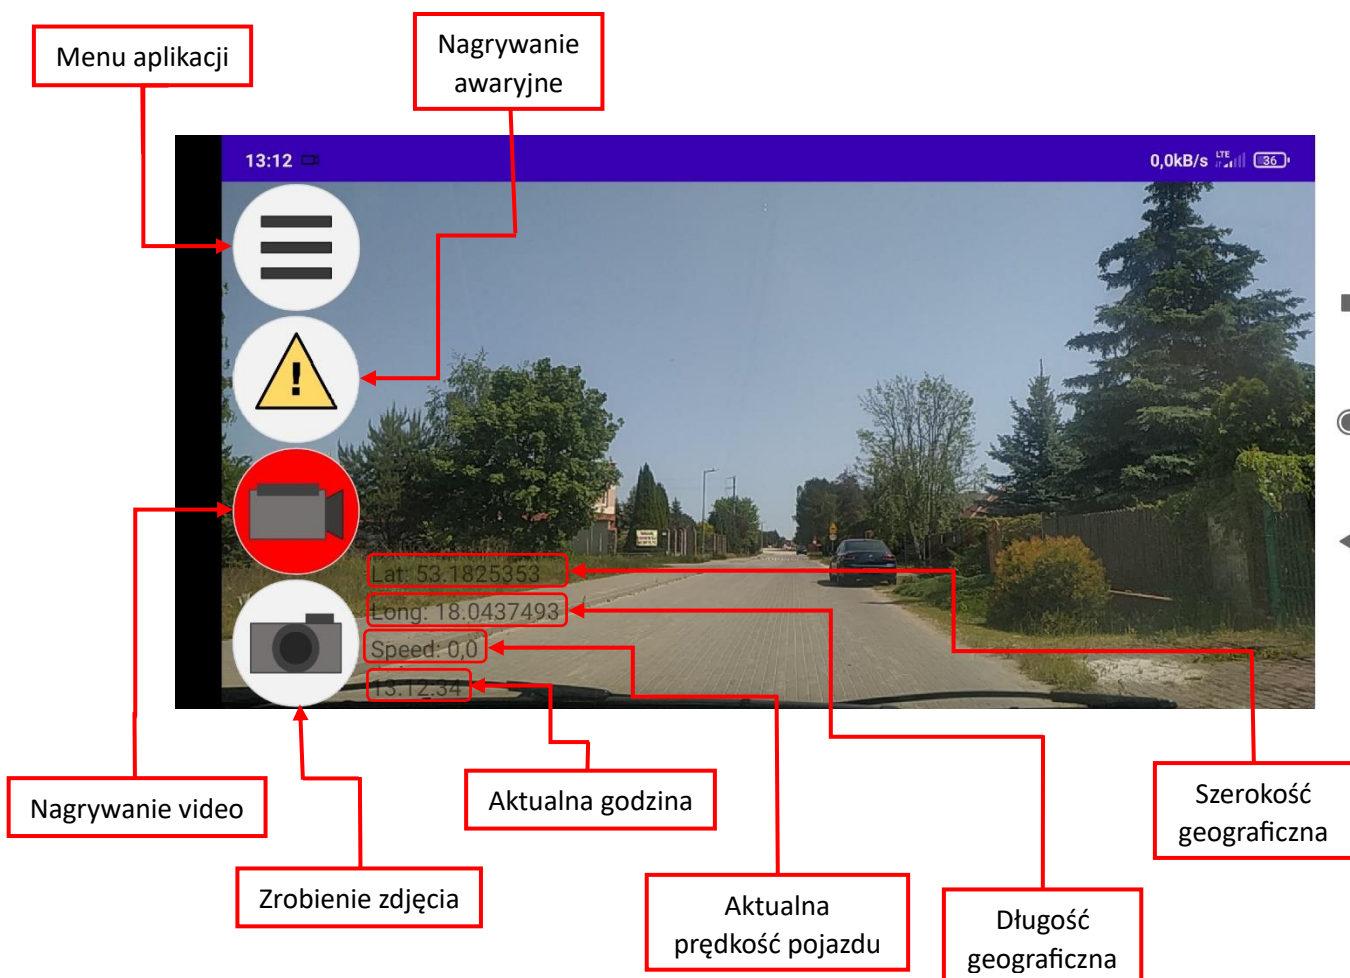 Menu aplikacji
Nagrywanie
awaryjne
13:12
0,0kB/s LTE 36
!
Lat: 53.1825353
Long: 18.0437493
Speed: 0,0
13:12:34
Nagrywanie video
Aktualna godzina
Szerokość
geograficzna
Zrobienie zdjęcia
Aktualna
prędkość pojazdu
Długość
geograficzna